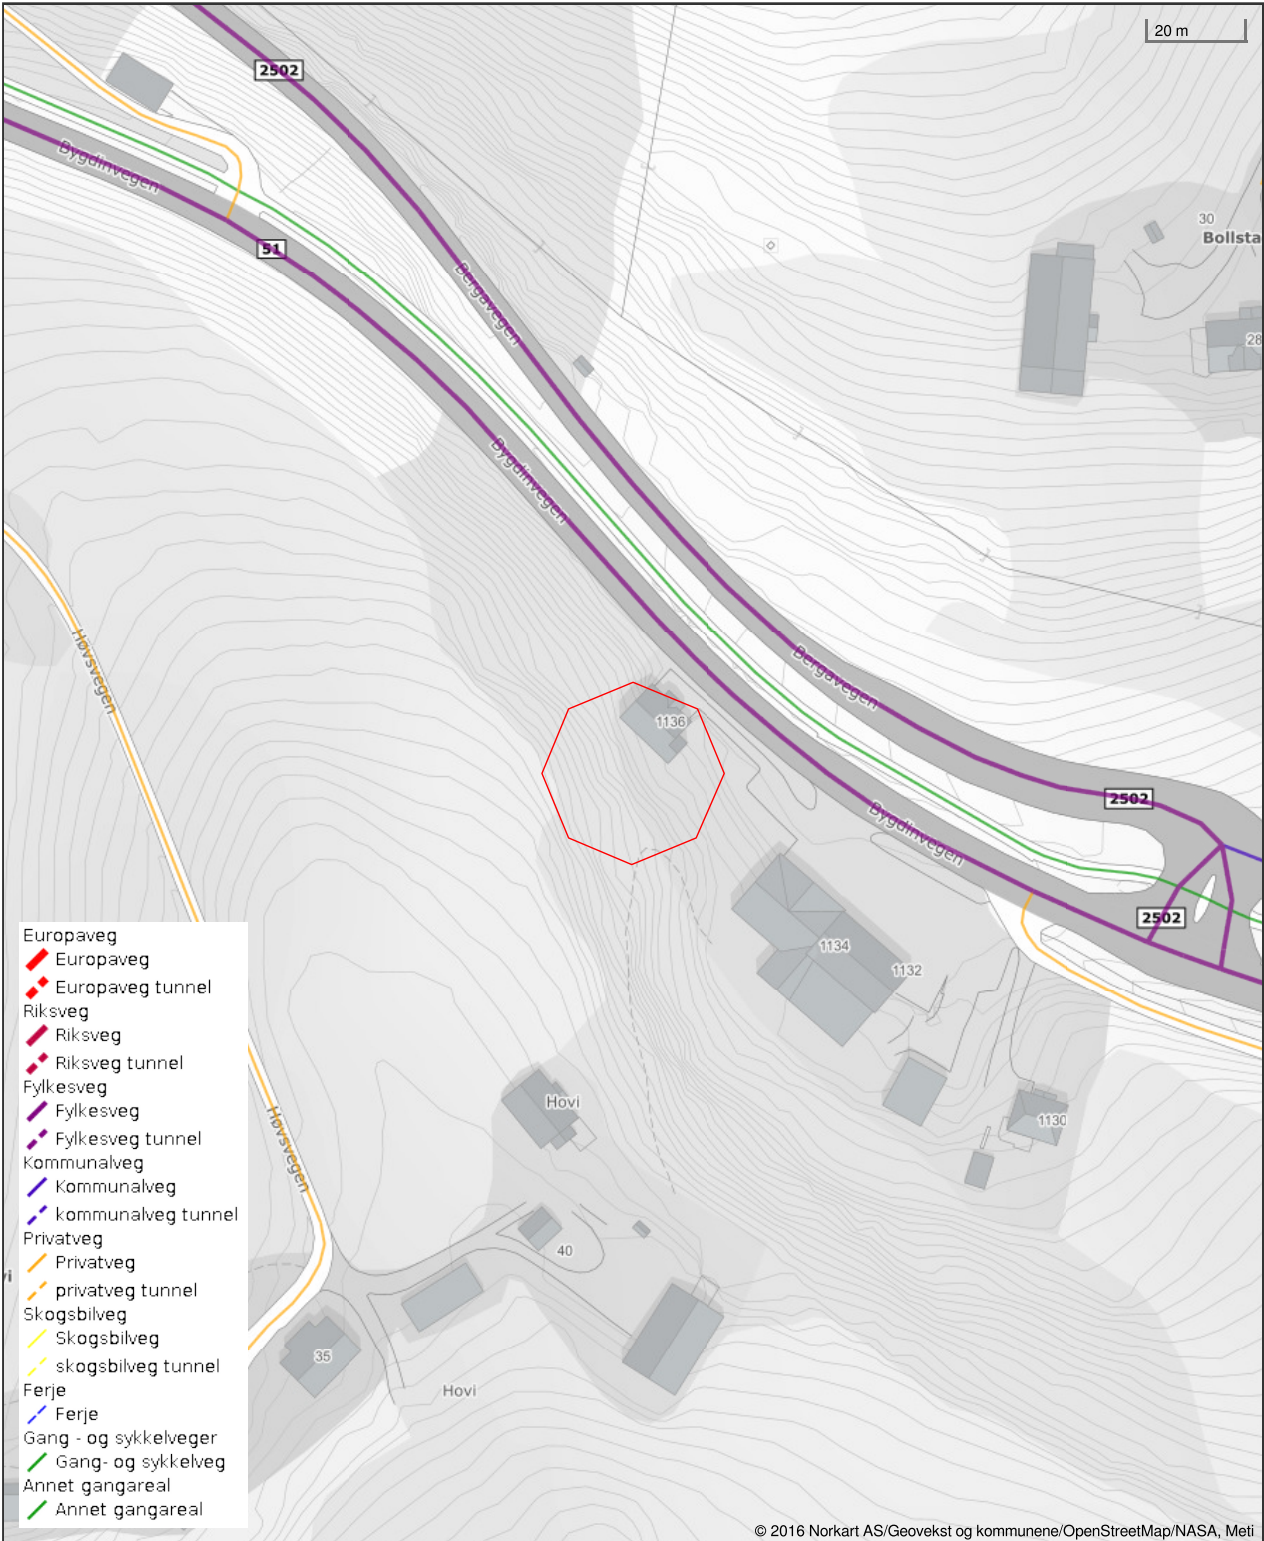 20 m
2502
Bygdinvegen
51
30
Bollsta
Bergavegen
28
Bygdinvegen
Høvsvegen
Bergavegen
1136
2502
Bygdinvegen
2502
1134
1132
Hovi
1130
Høvsvegen
40
vi
35
Hovi
Europaveg
Europaveg
Europaveg tunnel
Riksveg
Riksveg
Riksveg tunnel
Fylkesveg
Fylkesveg
Fylkesveg tunnel
Kommunalveg
Kommunalveg
kommunalveg tunnel
Privatveg
Privatveg
privatveg tunnel
Skogsbilveg
Skogsbilveg
skogsbilveg tunnel
Ferje
Ferje
Gang - og sykkelveger
Gang- og sykkelveg
Annet gangareal
Annet gangareal
© 2016 Norkart AS/Geovekst og kommunene/OpenStreetMap/NASA, Meti